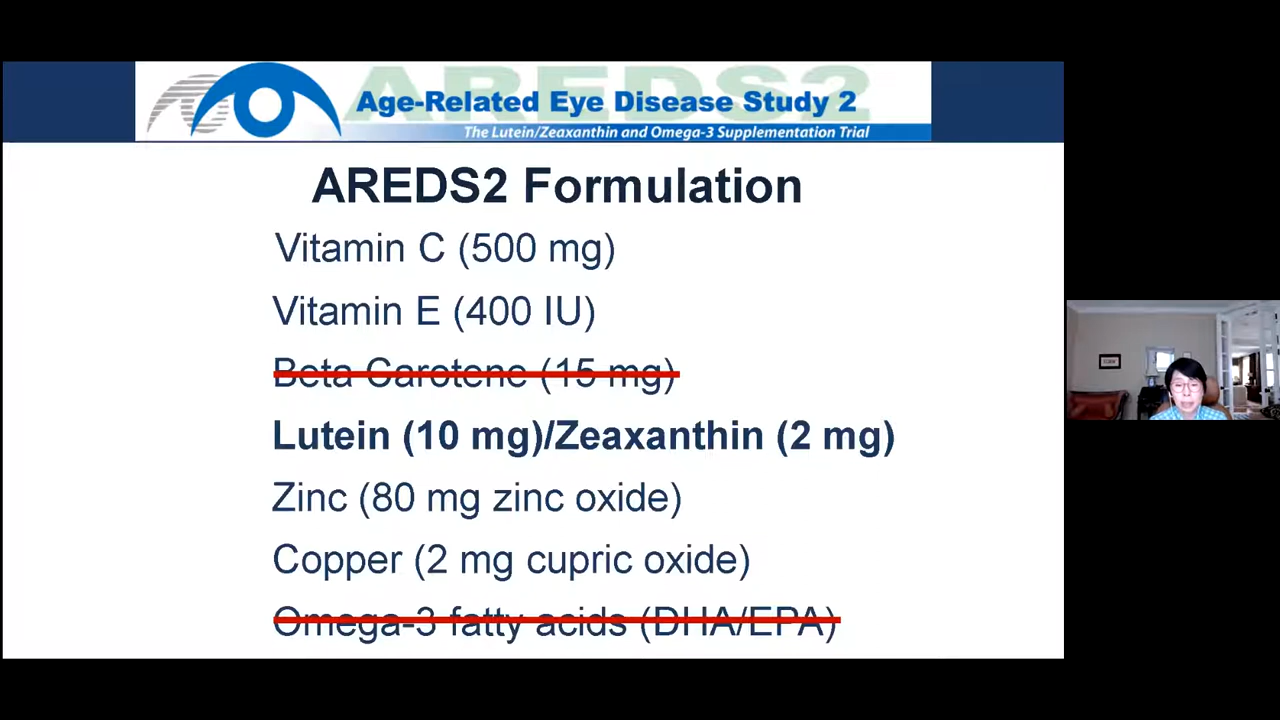 AREDS2
Age-Related Eye Disease Study 2
The Lutein/Zeaxanthin and Omega-3 Supplementation Trial
AREDS2 Formulation
Vitamin C (500 mg)
Vitamin E (400 IU)
Beta Carotene (15 mg)
Lutein (10 mg)/Zeaxanthin (2 mg)
Zinc (80 mg zinc oxide)
Copper (2 mg cupric oxide)
Omega-3 fatty acids (DHA/EPA)